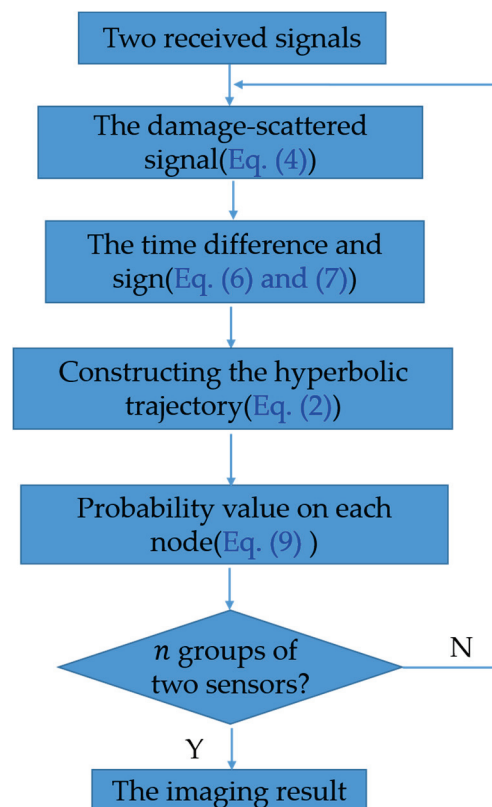 Two received signals
The damage-scattered
signal(Eq. (4))
The time difference and
sign(Eq. (6) and (7))
Constructing the hyperbolic
trajectory(Eq. (2))
Probability value on each
node(Eq. (9) )
n groups of
two sensors?
N
Y
The imaging result